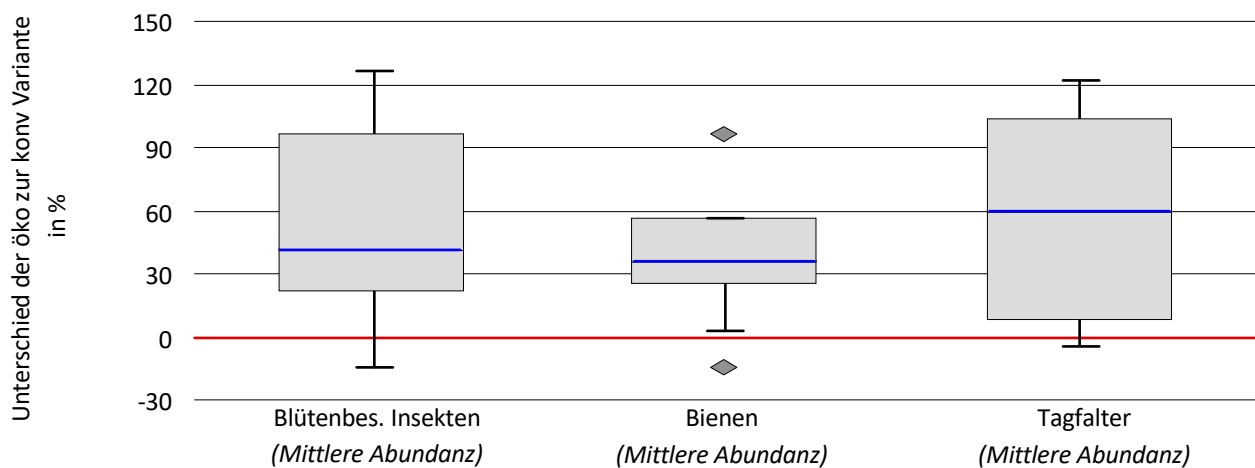 Unterschied der öko zur konv Variante
in %
150
120
90
60
30
0
-30
Blütenbes. Insekten
(Mittlere Abundanz)
Bienen
(Mittlere Abundanz)
Tagfalter
(Mittlere Abundanz)